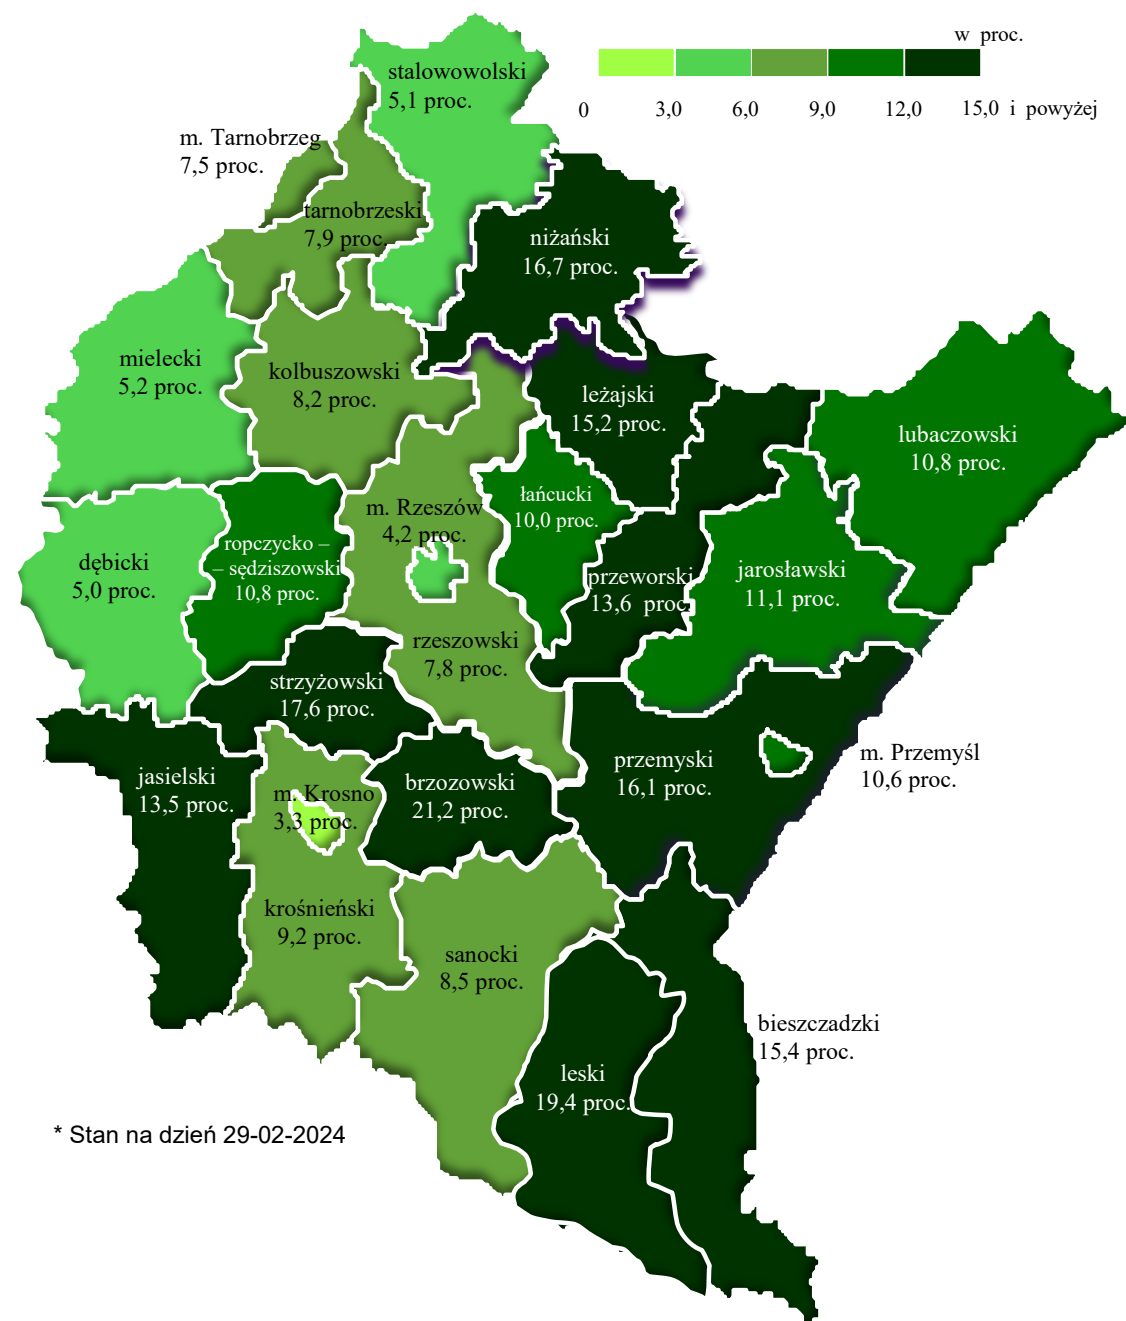 w proc.
0 3,0 6,0 9,0 12,0 15,0 i powyżej
stalowowolski
5,1 proc.
m. Tarnobrzeg
7,5 proc.
tarnobrzeski
7,9 proc.
niżański
16,7 proc.
mielecki
5,2 proc.
kolbuszowski
8,2 proc.
leżajski
15,2 proc.
lubaczowski
10,8 proc.
łańcucki
10,0 proc.
m. Rzeszów
4,2 proc.
ropczycko –
– sędziszowski
10,8 proc.
dębicki
5,0 proc.
przeworski
13,6 proc.
jarosławski
11,1 proc.
rzeszowski
7,8 proc.
strzyżowski
17,6 proc.
jasielski
13,5 proc.
m. Krosno
3,3 proc.
brzozowski
21,2 proc.
przemyski
16,1 proc.
m. Przemyśl
10,6 proc.
krośnieński
9,2 proc.
sanocki
8,5 proc.
bieszczadzki
15,4 proc.
leski
19,4 proc.
* Stan na dzień 29-02-2024